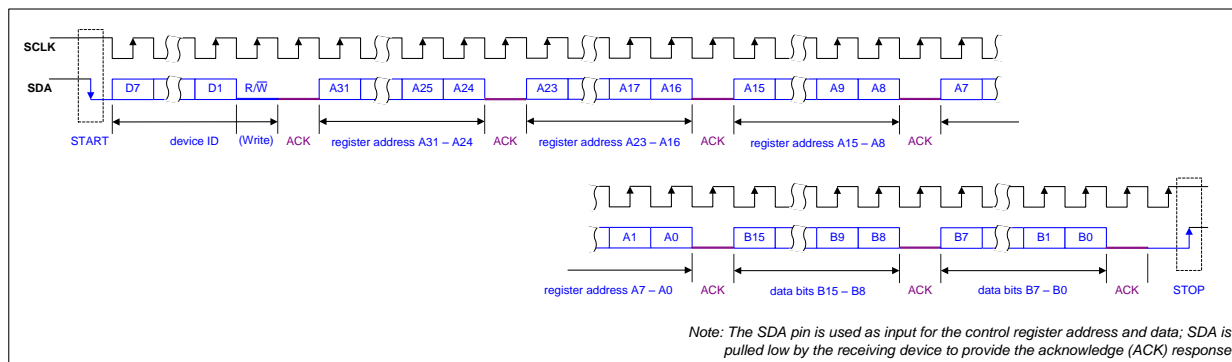 SCLK
SDA D7 D1 R/W A31 A25 A24 A23 A17 A16 A15 A9 A8 A7
START device ID (Write) ACK register address A31 – A24 ACK register address A23 – A16 ACK register address A15 – A8 ACK
A1 A0 B15 B9 B8 B7 B1 B0
register address A7 – A0 ACK data bits B15 – B8 ACK data bits B7 – B0 ACK STOP
Note: The SDA pin is used as input for the control register address and data; SDA is
pulled low by the receiving device to provide the acknowledge (ACK) response